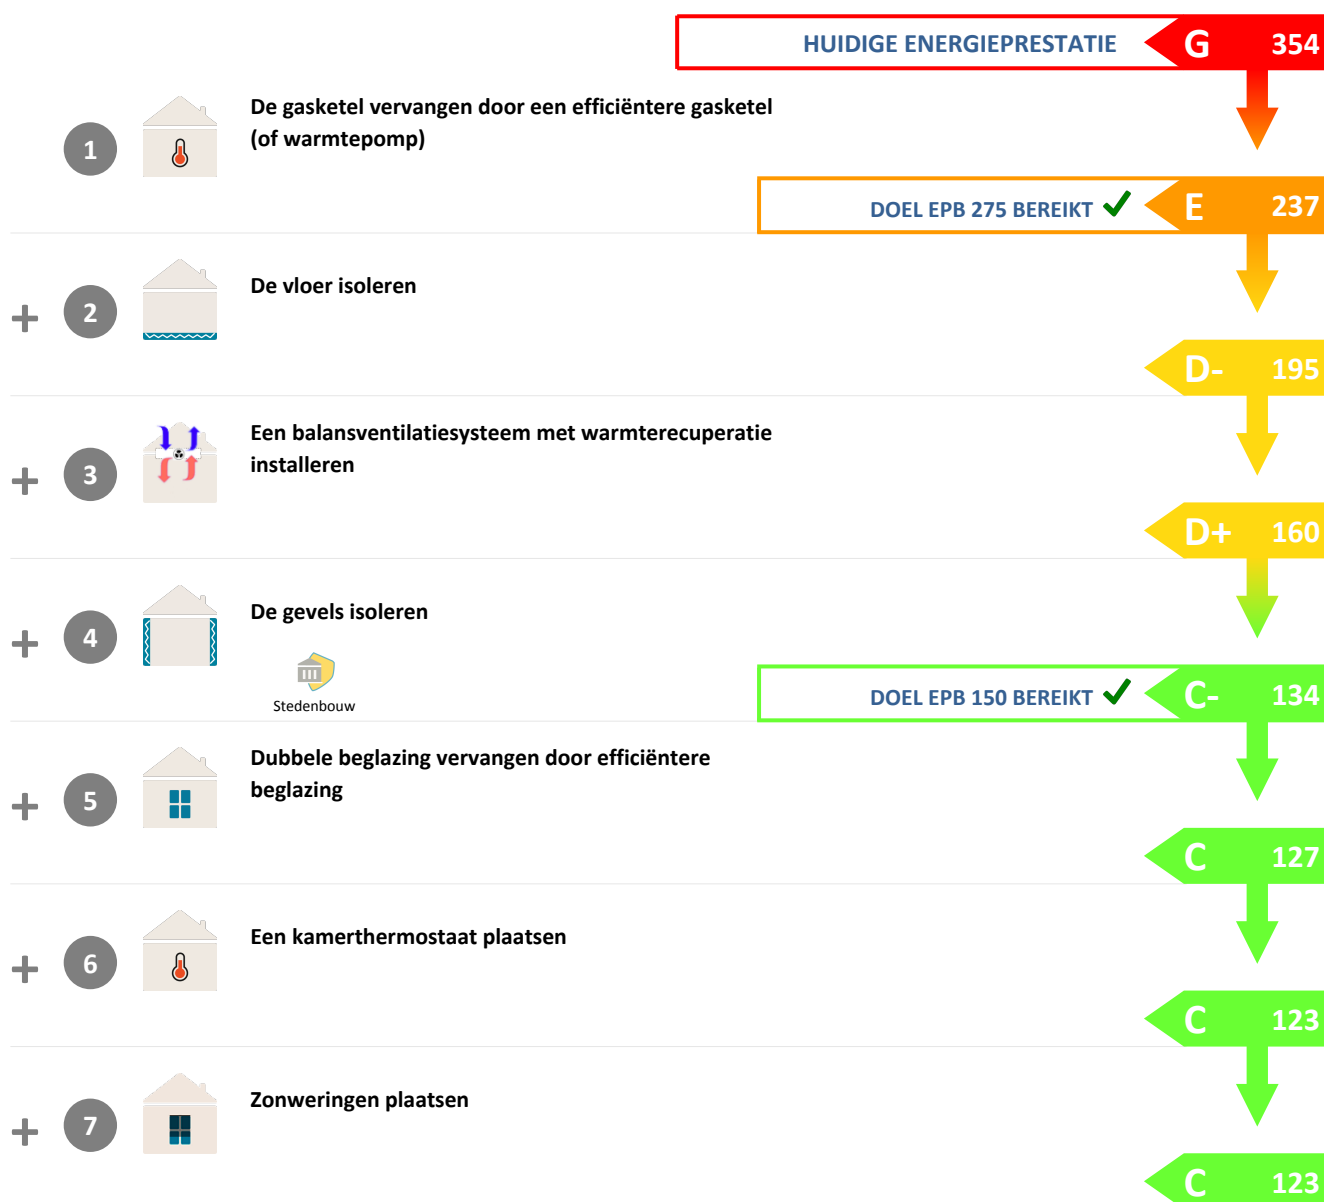 HUIDIGE ENERGIEPRESTATIE G 354
1 De gasketel vervangen door een efficiëntere gasketel
(of warmtepomp)
DOEL EPB 275 BEREIKT ✔ E 237
+ 2 De vloer isoleren
D- 195
+ 3 Een balansventilatiesysteem met warmterecuperatie
installeren
D+ 160
+ 4 De gevels isoleren
Stedenbouw
DOEL EPB 150 BEREIKT ✔ C- 134
+ 5 Dubbele beglazing vervangen door efficiëntere
beglazing
C 127
+ 6 Een kamerthermostaat plaatsen
C 123
+ 7 Zonweringen plaatsen
C 123